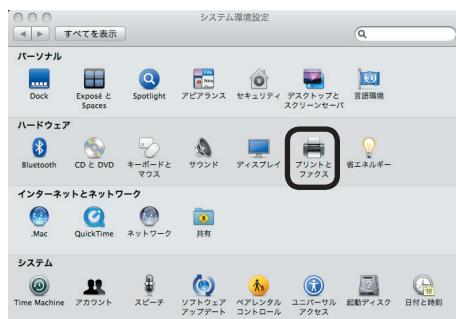 システム環境設定
すべてを表示
パーソナル
Dock
Exposé と
Spaces
Spotlight
アピアランス
セキュリティ
デスクトップと
スクリーンセーバ
言語環境
ハードウェア
Bluetooth
CD と DVD
キーボードと
マウス
サウンド
ディスプレイ
プリントと
ファクス
省エネルギー
インターネットとネットワーク
.Mac
QuickTime
ネットワーク
共有
システム
Time Machine
アカウント
スピーチ
ソフトウェア
アップデート
ペアレンタル
コントロール
ユニバーサル
アクセス
起動ディスク
日付と時刻